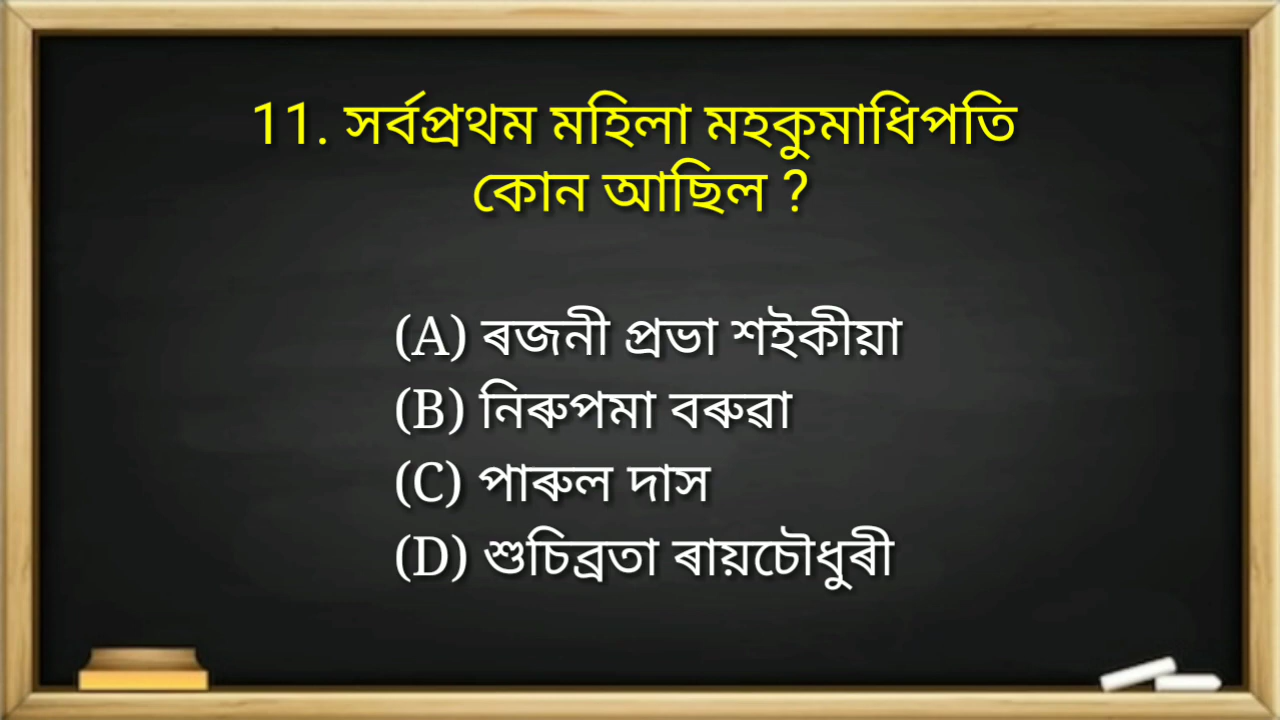 11. সৰ্বপ্ৰথম মহিলা মহকুমাধিপতি
কোন আছিল ?
(A) ৰজনী প্ৰভা শইকীয়া
(B) নিৰুপমা বৰুৱা
(C) পাৰুল দাস
(D) শুচিব্ৰতা ৰায়চৌধুৰী